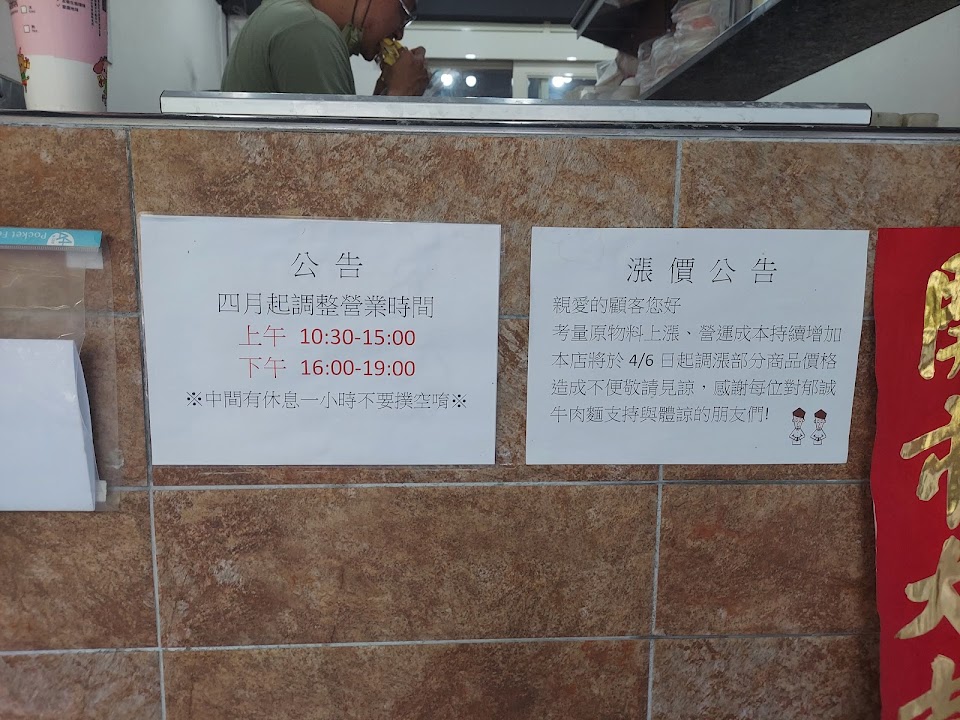 Pocket
公告
四月起調整營業時間
上午 10:30-15:00
下午 16:00-19:00
※中間有休息一小時不要撲空唷※
漲價公告
親愛的顧客您好
考量原物料上漲、營運成本持續增加
本店將於 4/6 日起調漲部分商品價格
造成不便敬請見諒，感謝每位對郁誠
牛肉麵支持與體諒的朋友們!
開市大吉